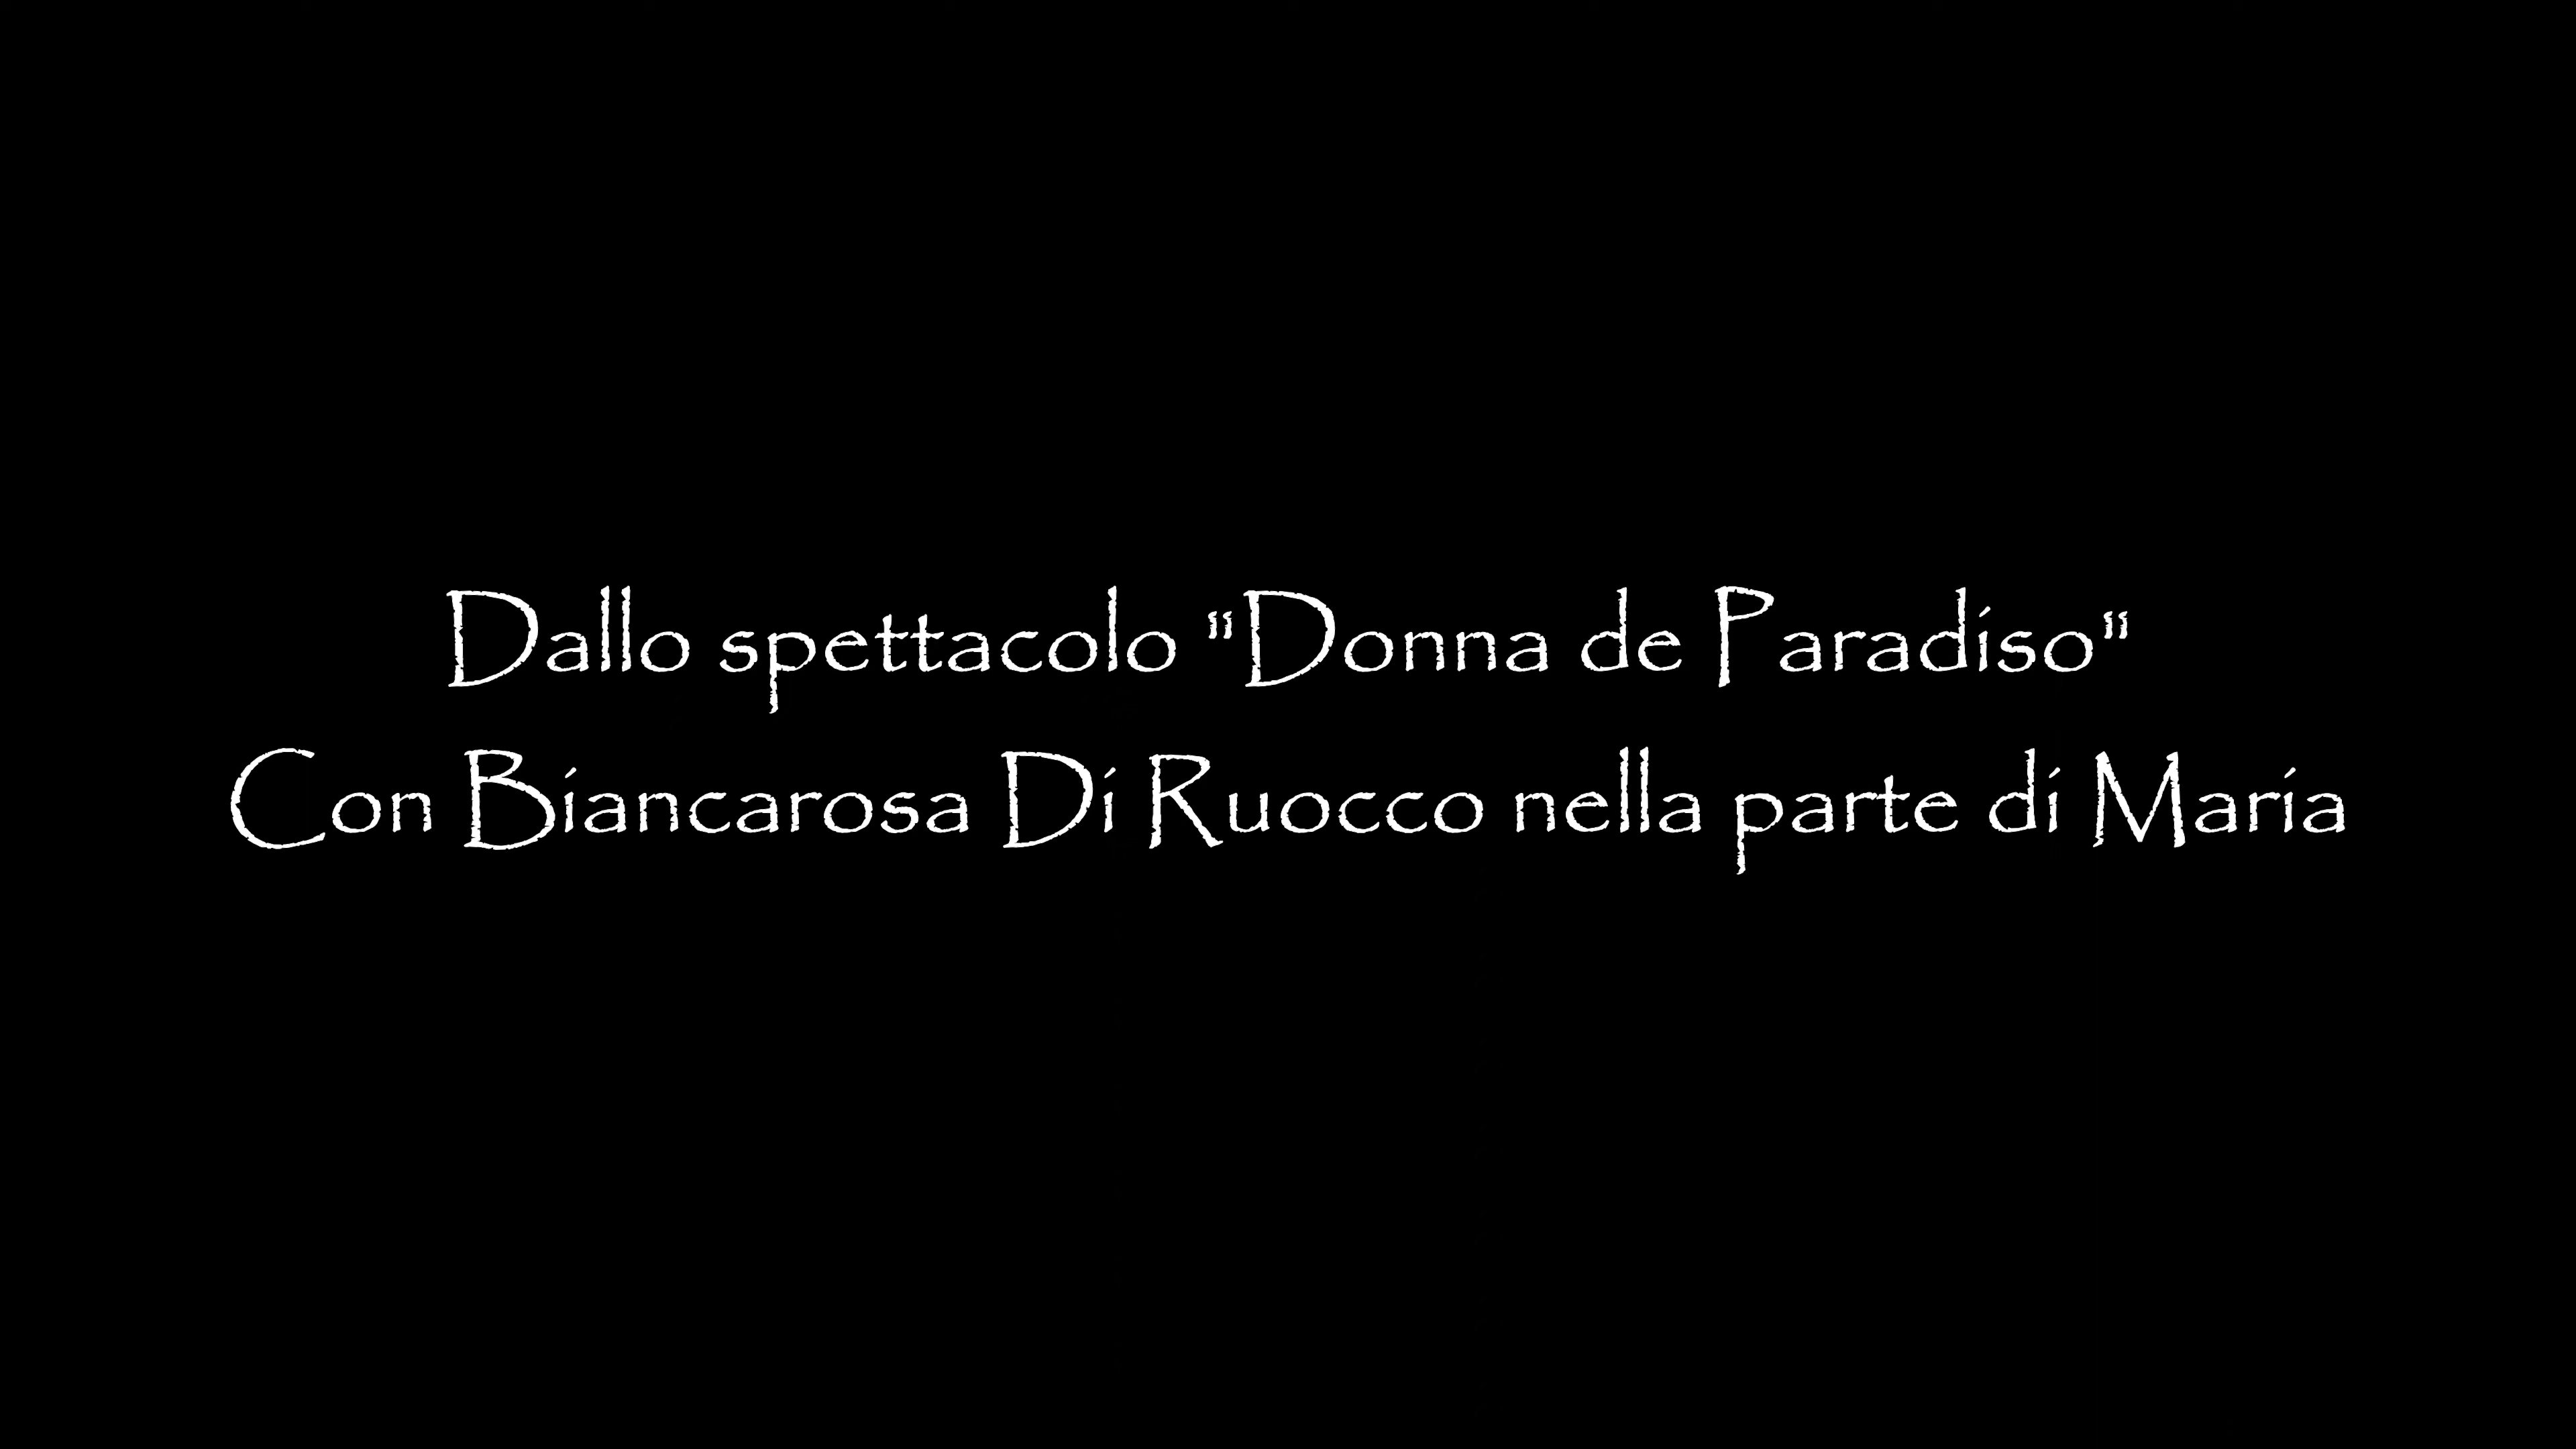 Dallo spettacolo "Donna de Paradiso"
Con Biancarosa Di Ruocco nella parte di Maria